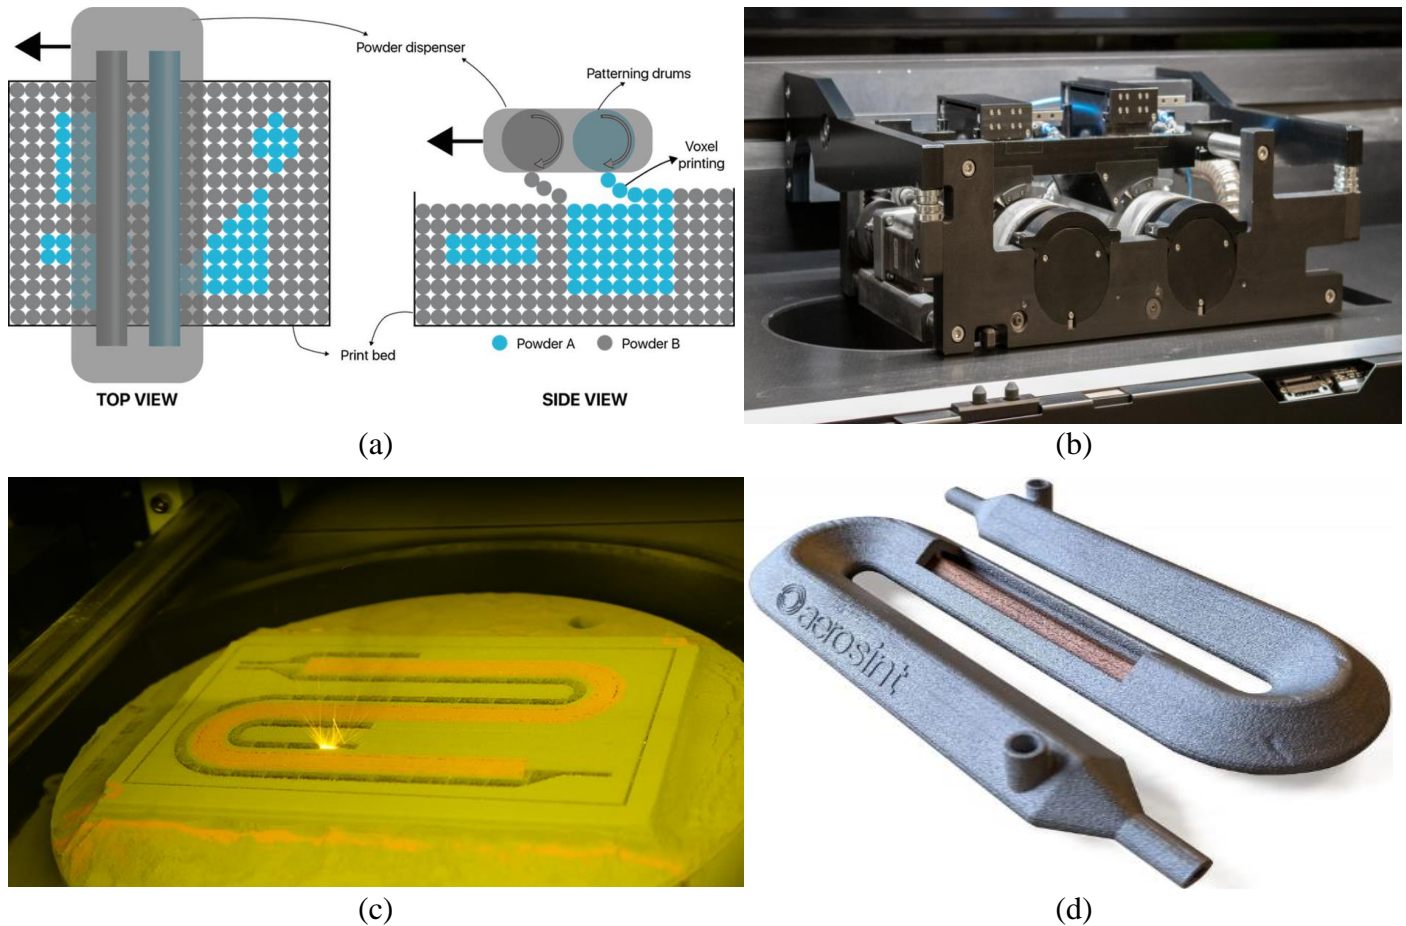 Powder dispenser
Patterning drums
Voxel
printing
Print bed
Powder A
Powder B
TOP VIEW
SIDE VIEW
(a)
(b)
aerosint
(c)
(d)